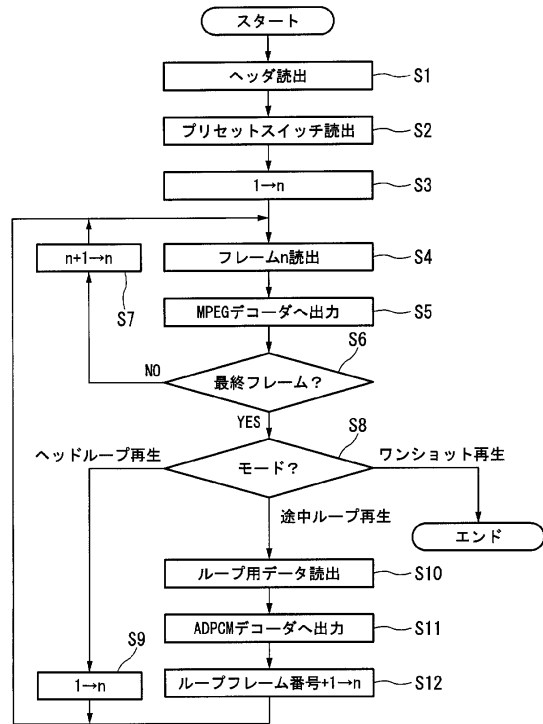 スタート
ヘッダ読出
S1
プリセットスイッチ読出
S2
1→n
S3
n+1→n
S7
フレームn読出
S4
MPEGデコーダへ出力
S5
S6
最終フレーム?
NO
YES
S8
ヘッドループ再生
モード?
ワンショット再生
途中ループ再生
エンド
ループ用データ読出
S10
ADPCMデコーダへ出力
S11
S9
1→n
ループフレーム番号+1→n
S12